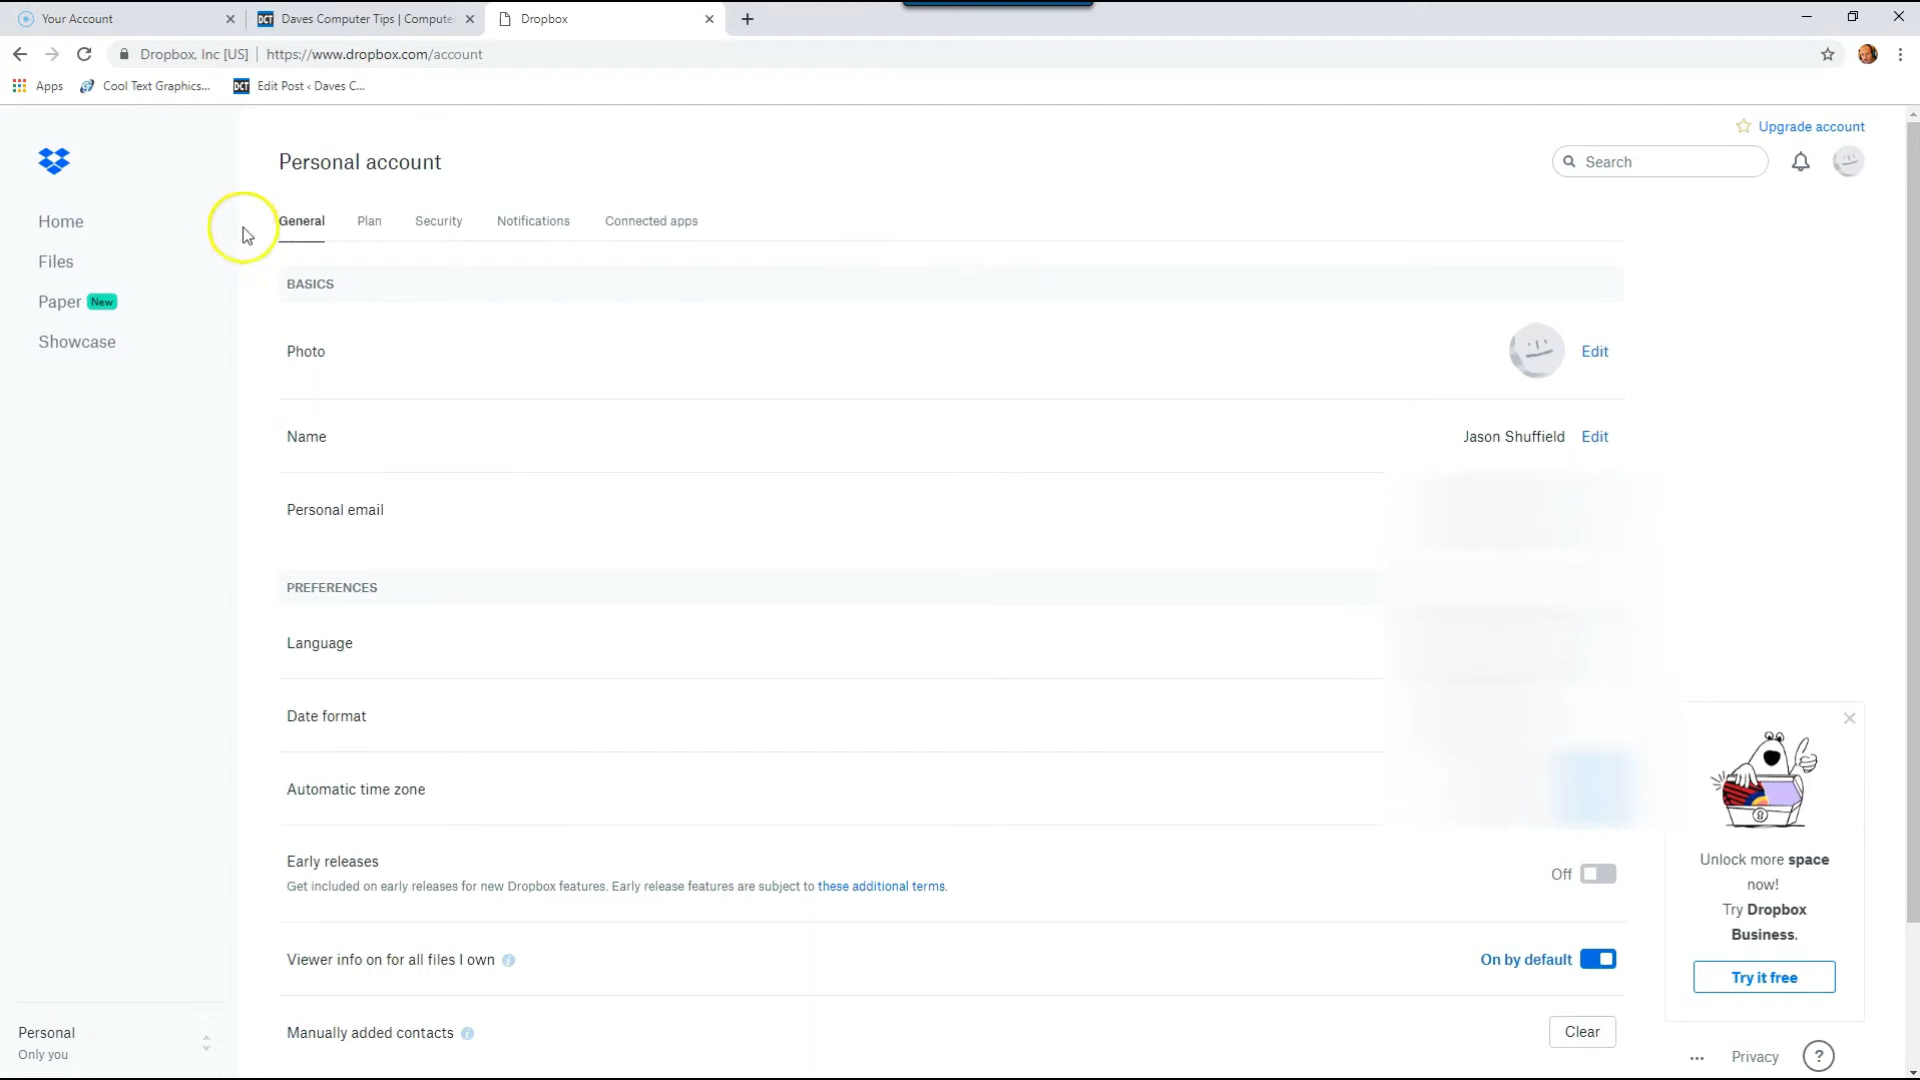 Your Account
DCT Daves Computer Tips | Compute
Dropbox
Dropbox, Inc [US] | https://www.dropbox.com/account
Apps
Cool Text Graphics...
DCT Edit Post ‹ Daves C...
Upgrade account
Personal account
Search
Home
Files
Paper New
Showcase
General Plan Security Notifications Connected apps
BASICS
Photo Edit
Name Jason Shuffield Edit
Personal email
PREFERENCES
Language
Date format
Automatic time zone
Early releases
Get included on early releases for new Dropbox features. Early release features are subject to these additional terms.
Off
Viewer info on for all files I own
On by default
Manually added contacts
Clear
Unlock more space
now!
Try Dropbox
Business.
Try it free
Personal
Only you
... Privacy ?